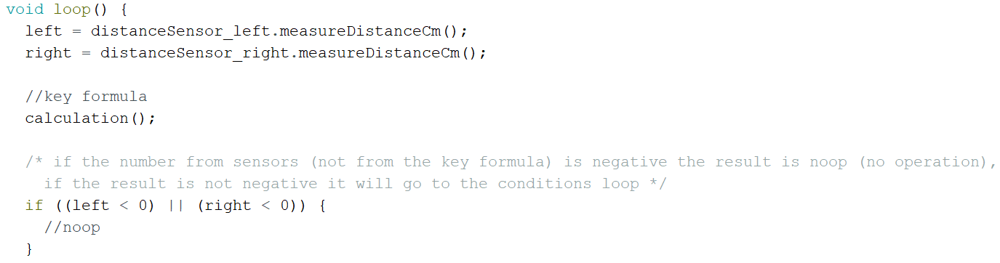 void loop() {
  left = distanceSensor_left.measureDistanceCm();
  right = distanceSensor_right.measureDistanceCm();

  //key formula
  calculation();

  /* if the number from sensors (not from the key formula) is negative the result is noop (no operation),
    if the result is not negative it will go to the conditions loop */
  if ((left < 0) || (right < 0)) {
    //noop
  }